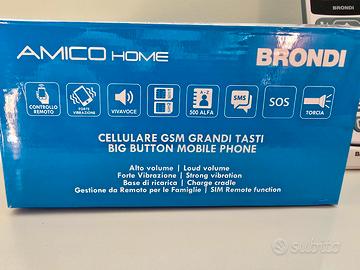 BRONDI
AMICO HOME
BRONDI
CONTROLLO REMOTO
FORTE VIBRAZIONE
VIVAVOCE
A-Z
500 ALFA
SMS
SOS
TORCIA
CELLULARE GSM GRANDI TASTI
BIG BUTTON MOBILE PHONE
Alto volume | Loud volume
Forte Vibrazione | Strong vibration
Base di ricarica | Charge cradle
Gestione da Remoto per le Famiglie | SIM Remote function
subito